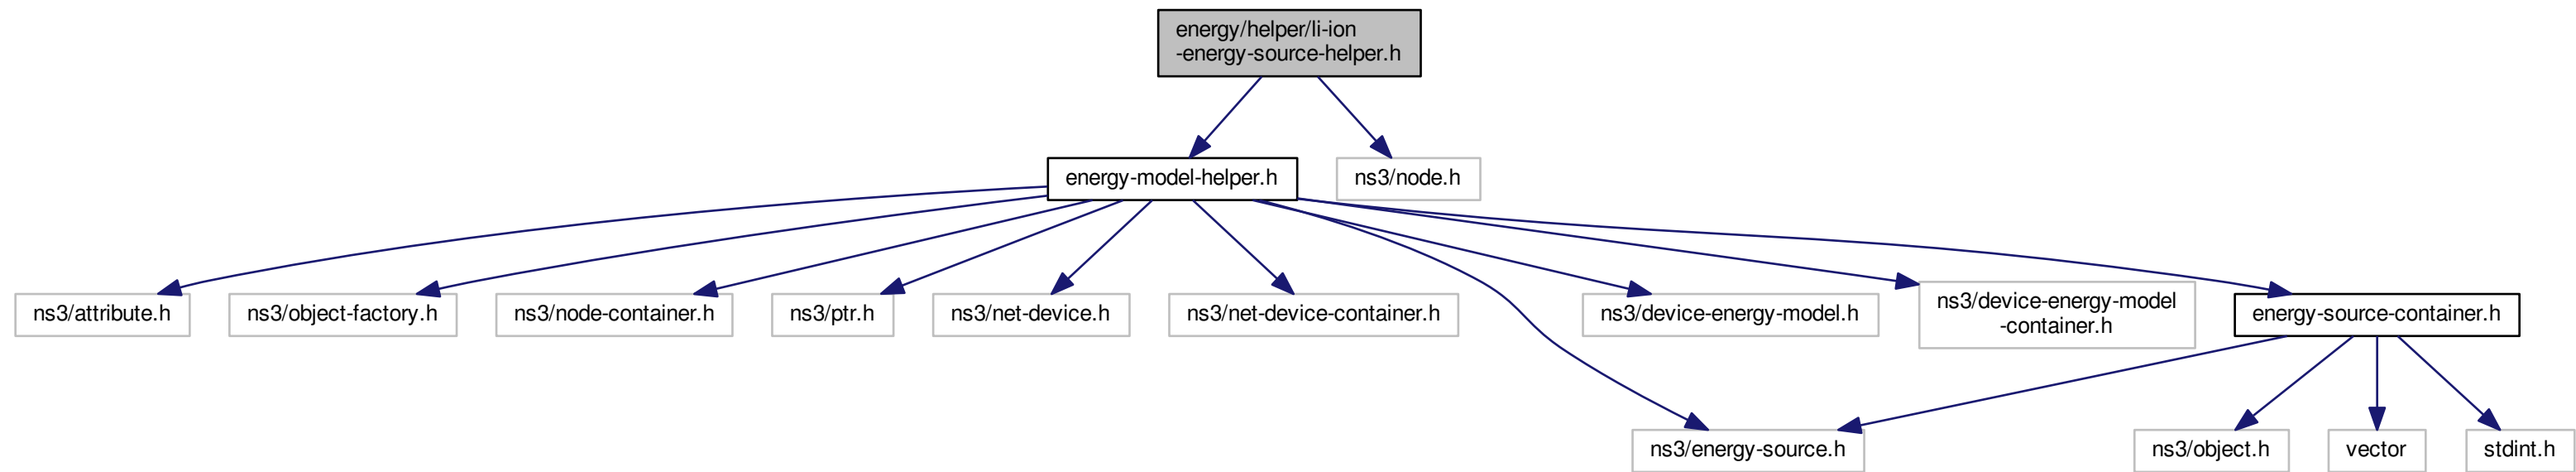 energy/helper/li-ion
-energy-source-helper.h
energy-model-helper.h
ns3/node.h
ns3/attribute.h
ns3/object-factory.h
ns3/node-container.h
ns3/ptr.h
ns3/net-device.h
ns3/net-device-container.h
ns3/device-energy-model.h
ns3/device-energy-model
-container.h
energy-source-container.h
ns3/energy-source.h
ns3/object.h
vector
stdint.h